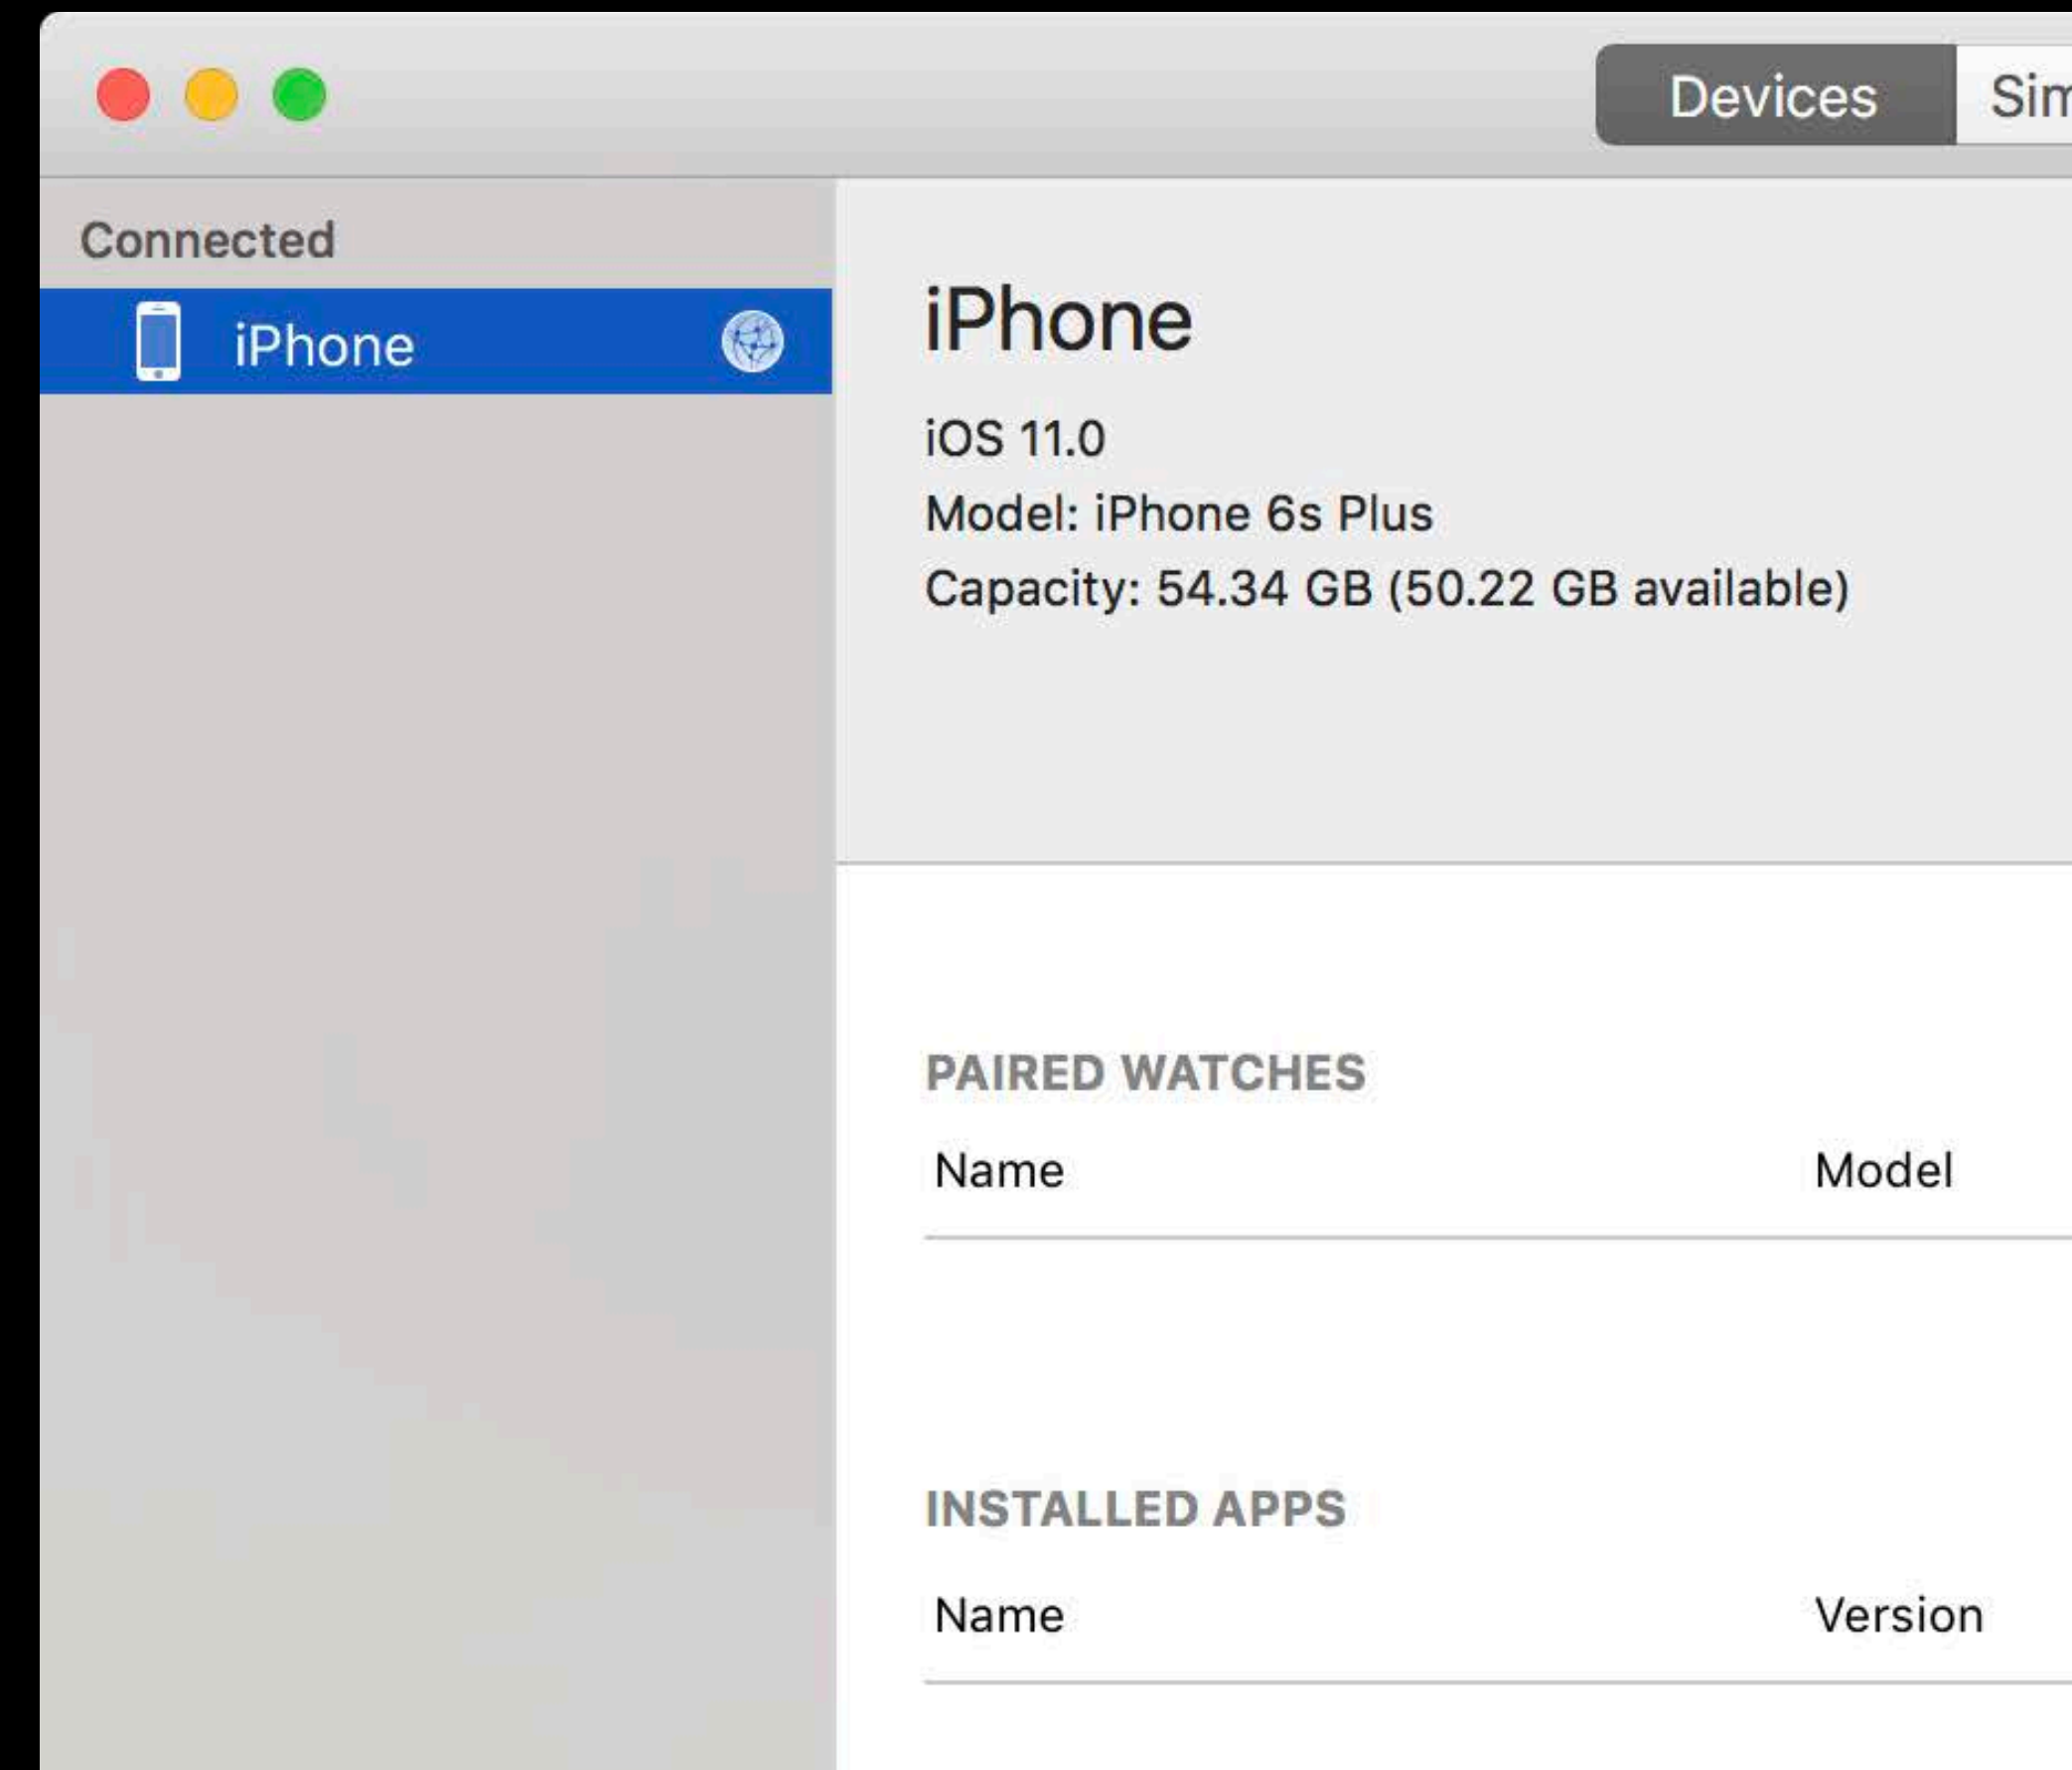 Devices
Connected
iPhone
iPhone
iOS 11.0
Model: iPhone 6s Plus
Capacity: 54.34 GB (50.22 GB available)
PAIRED WATCHES
Name Model
INSTALLED APPS
Name Version